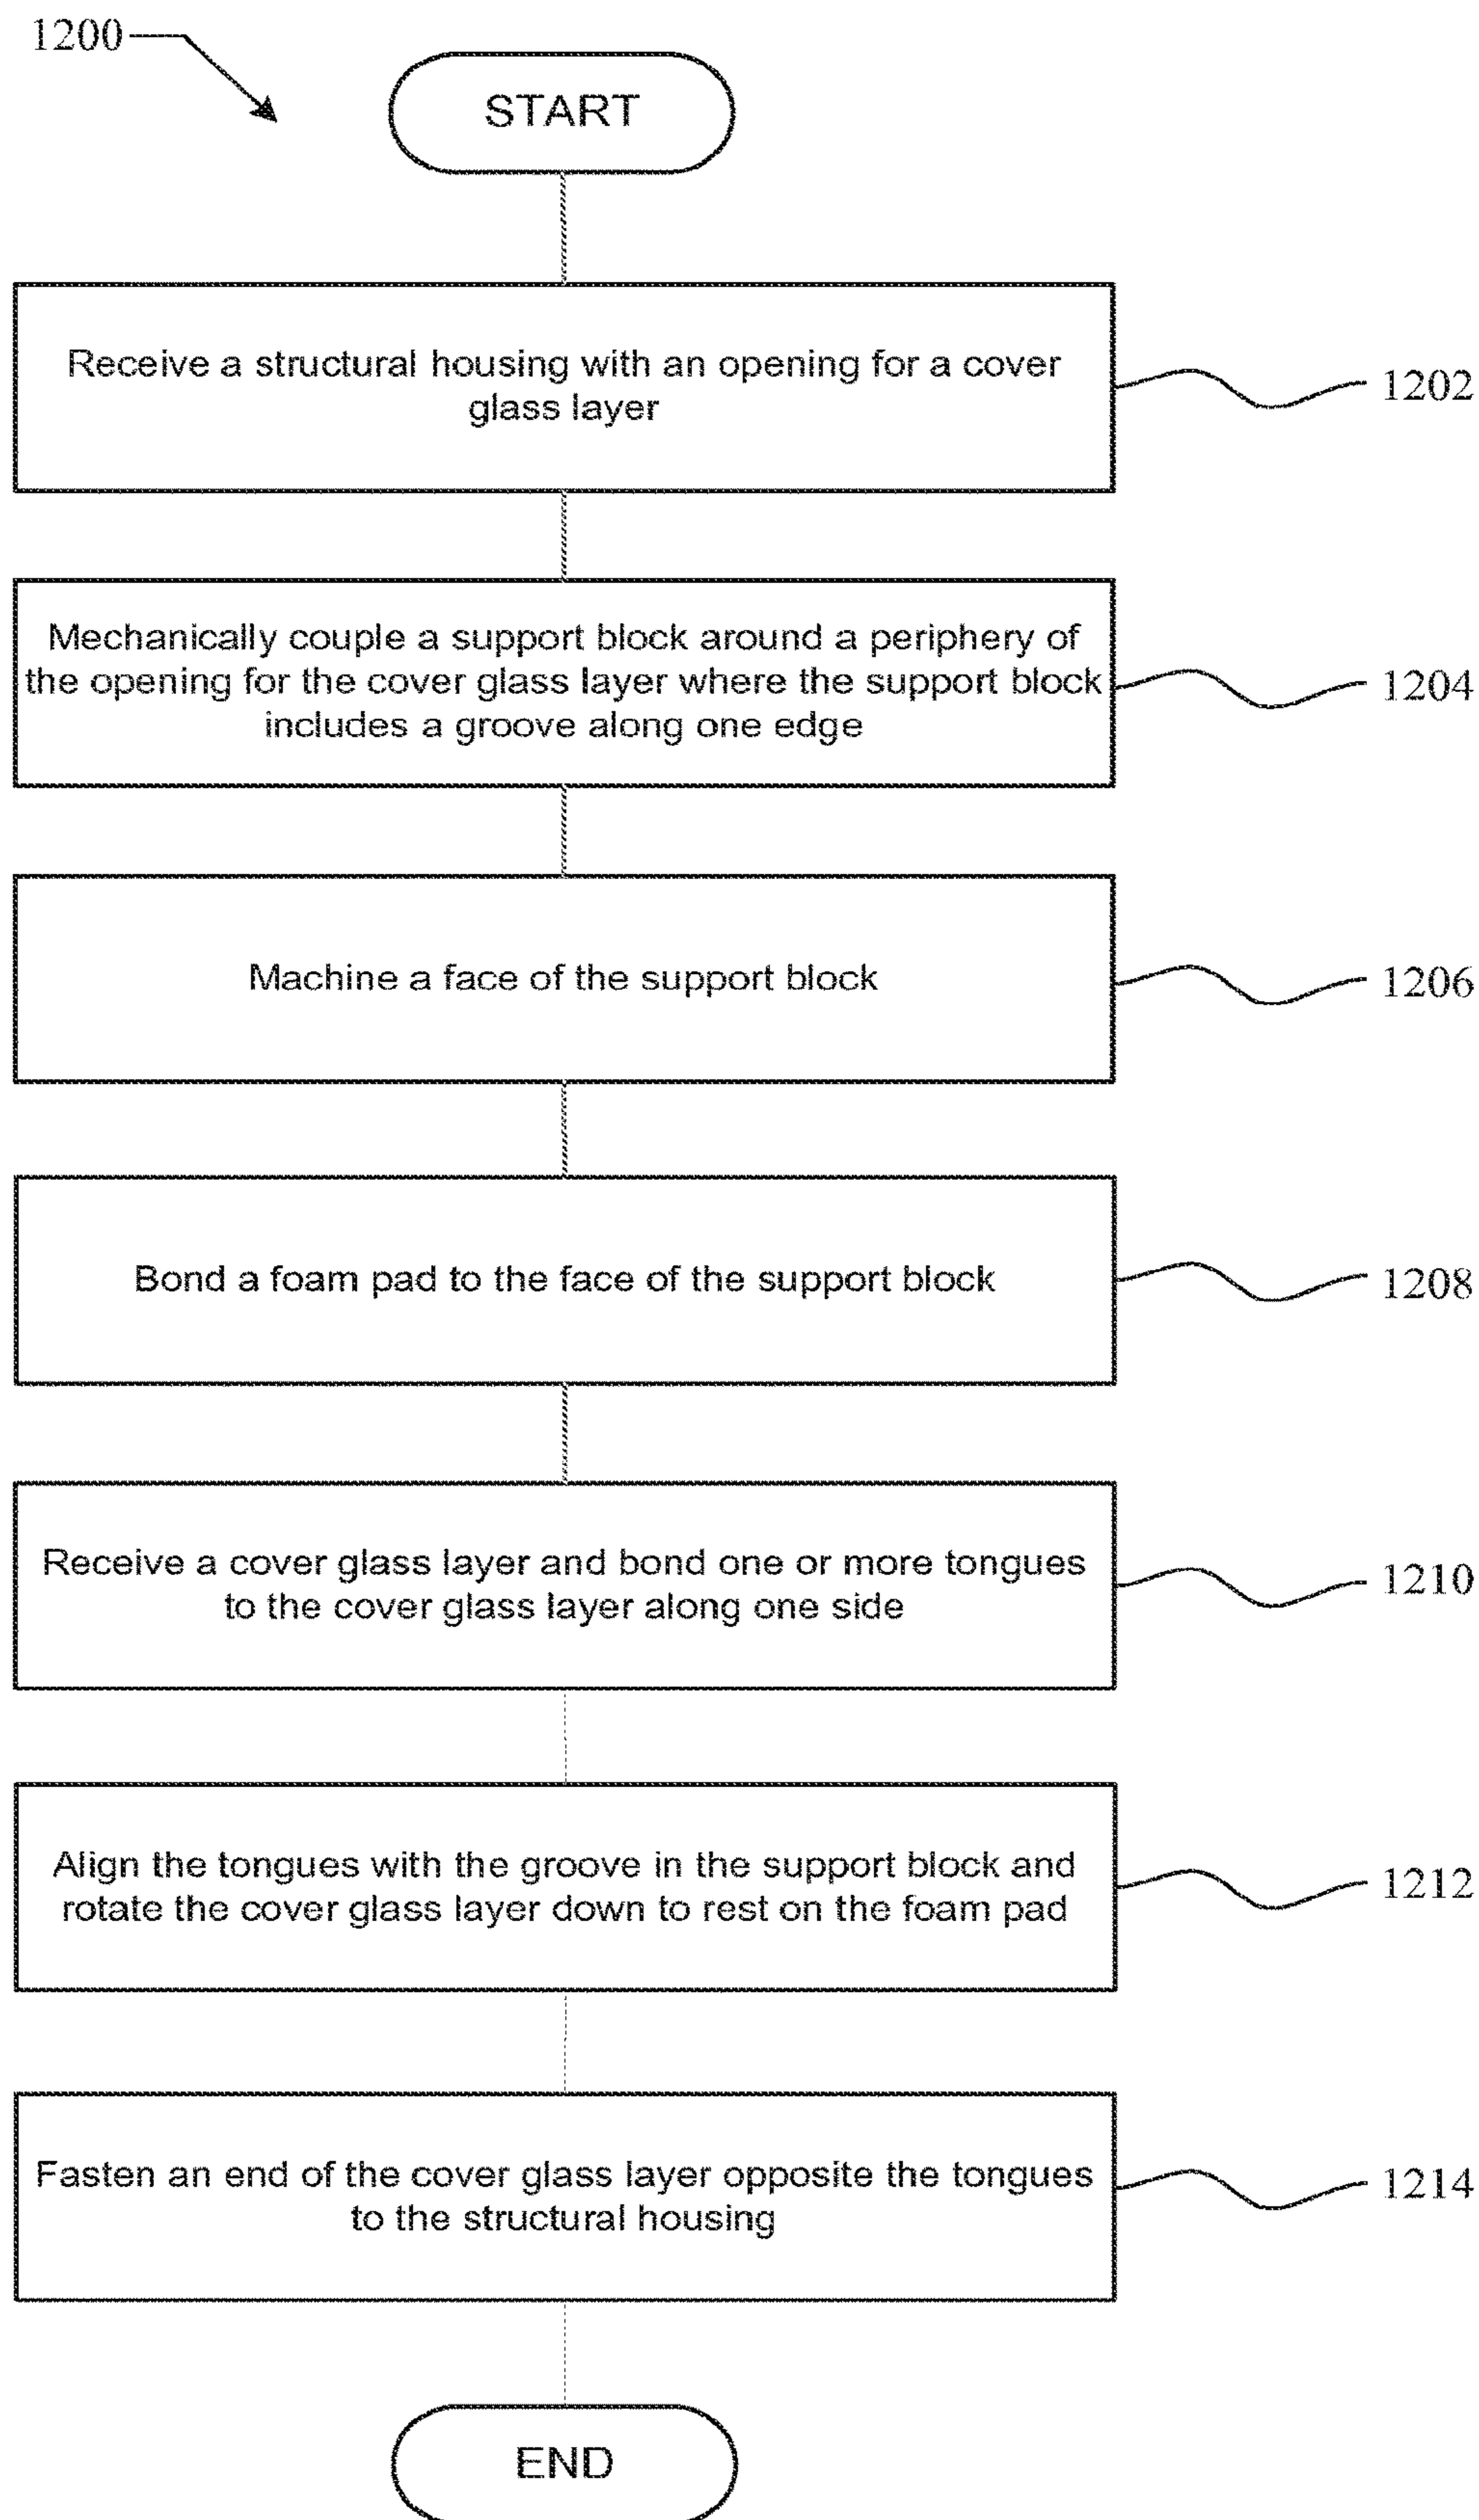 1200
START
Receive a structural housing with an opening for a cover
glass layer
1202
Mechanically couple a support block around a periphery of
the opening for the cover glass layer where the support block
includes a groove along one edge
1204
Machine a face of the support block
1206
Bond a foam pad to the face of the support block
1208
Receive a cover glass layer and bond one or more tongues
to the cover glass layer along one side
1210
Align the tongues with the groove in the support block and
rotate the cover glass layer down to rest on the foam pad
1212
Fasten an end of the cover glass layer opposite the tongues
to the structural housing
1214
END